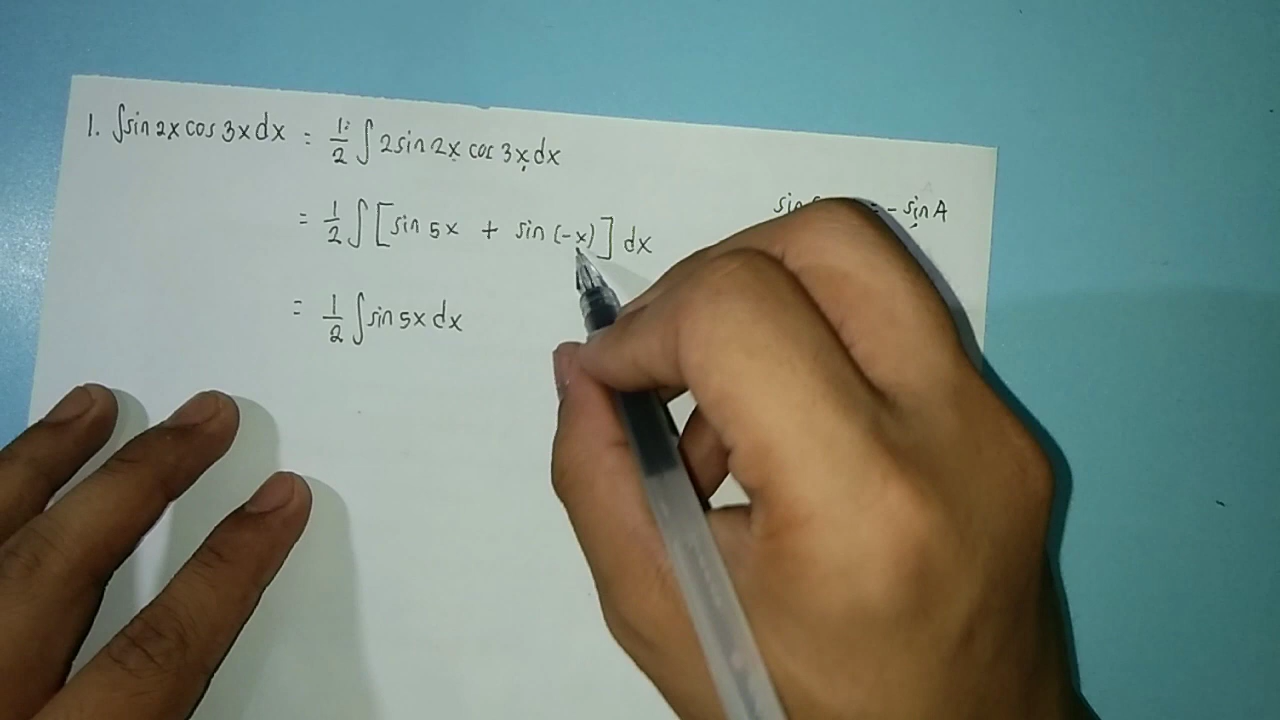 1. ∫sin 2x cos 3x dx = 1/2 ∫ 2sin 2x cos 3x dx
= 1/2 ∫ [sin 5x + sin (-x)] dx
- sin A
= 1/2 ∫ sin 5x dx